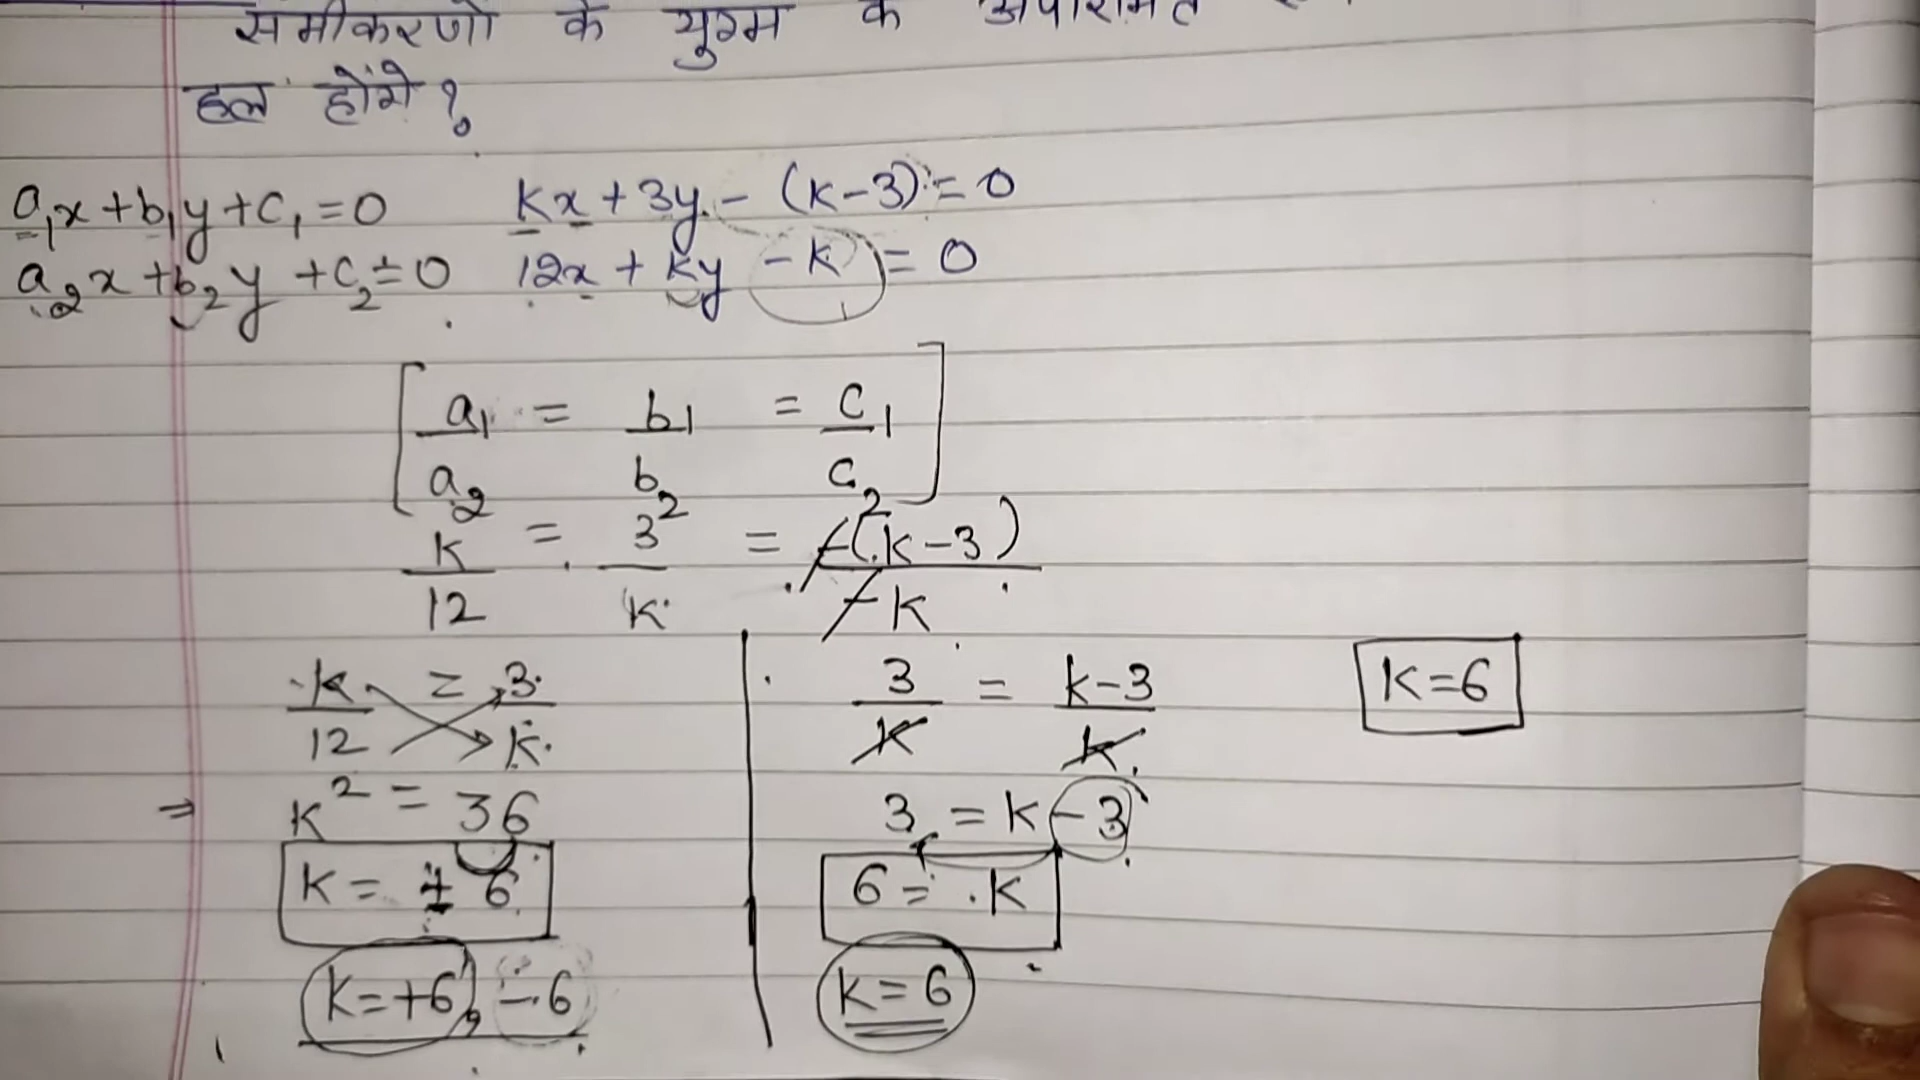 समीकरणों के युग्म के अपरिमित
हल होंगे ?
a₁x + b₁y + c₁ = 0 kx + 3y - (k-3) = 0
a₂x + b₂y + c₂ = 0 12x + ky - k = 0
[a₁/a₂ = b₁/b₂ = c₁/c₂]
k/12 = 3/k = -(k-3)/-k
k/12 = 3/k 3/k = k-3/k k=6
⇒ k² = 36 3 = k-3
k = ± 6 6 = k
k=+6, -6 k=6